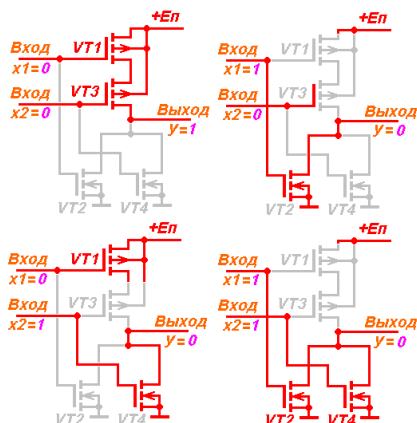 +Еп
Вход
VT1
x1=0
Вход
VT3
x2=0
Выход
y=1
VT2
VT4
+Еп
Вход
VT1
x1=1
Вход
VT3
x2=0
Выход
y=0
VT2
VT4
+Еп
Вход
VT1
x1=0
Вход
VT3
x2=1
Выход
y=0
VT2
VT4
+Еп
Вход
VT1
x1=1
Вход
VT3
x2=1
Выход
y=0
VT2
VT4